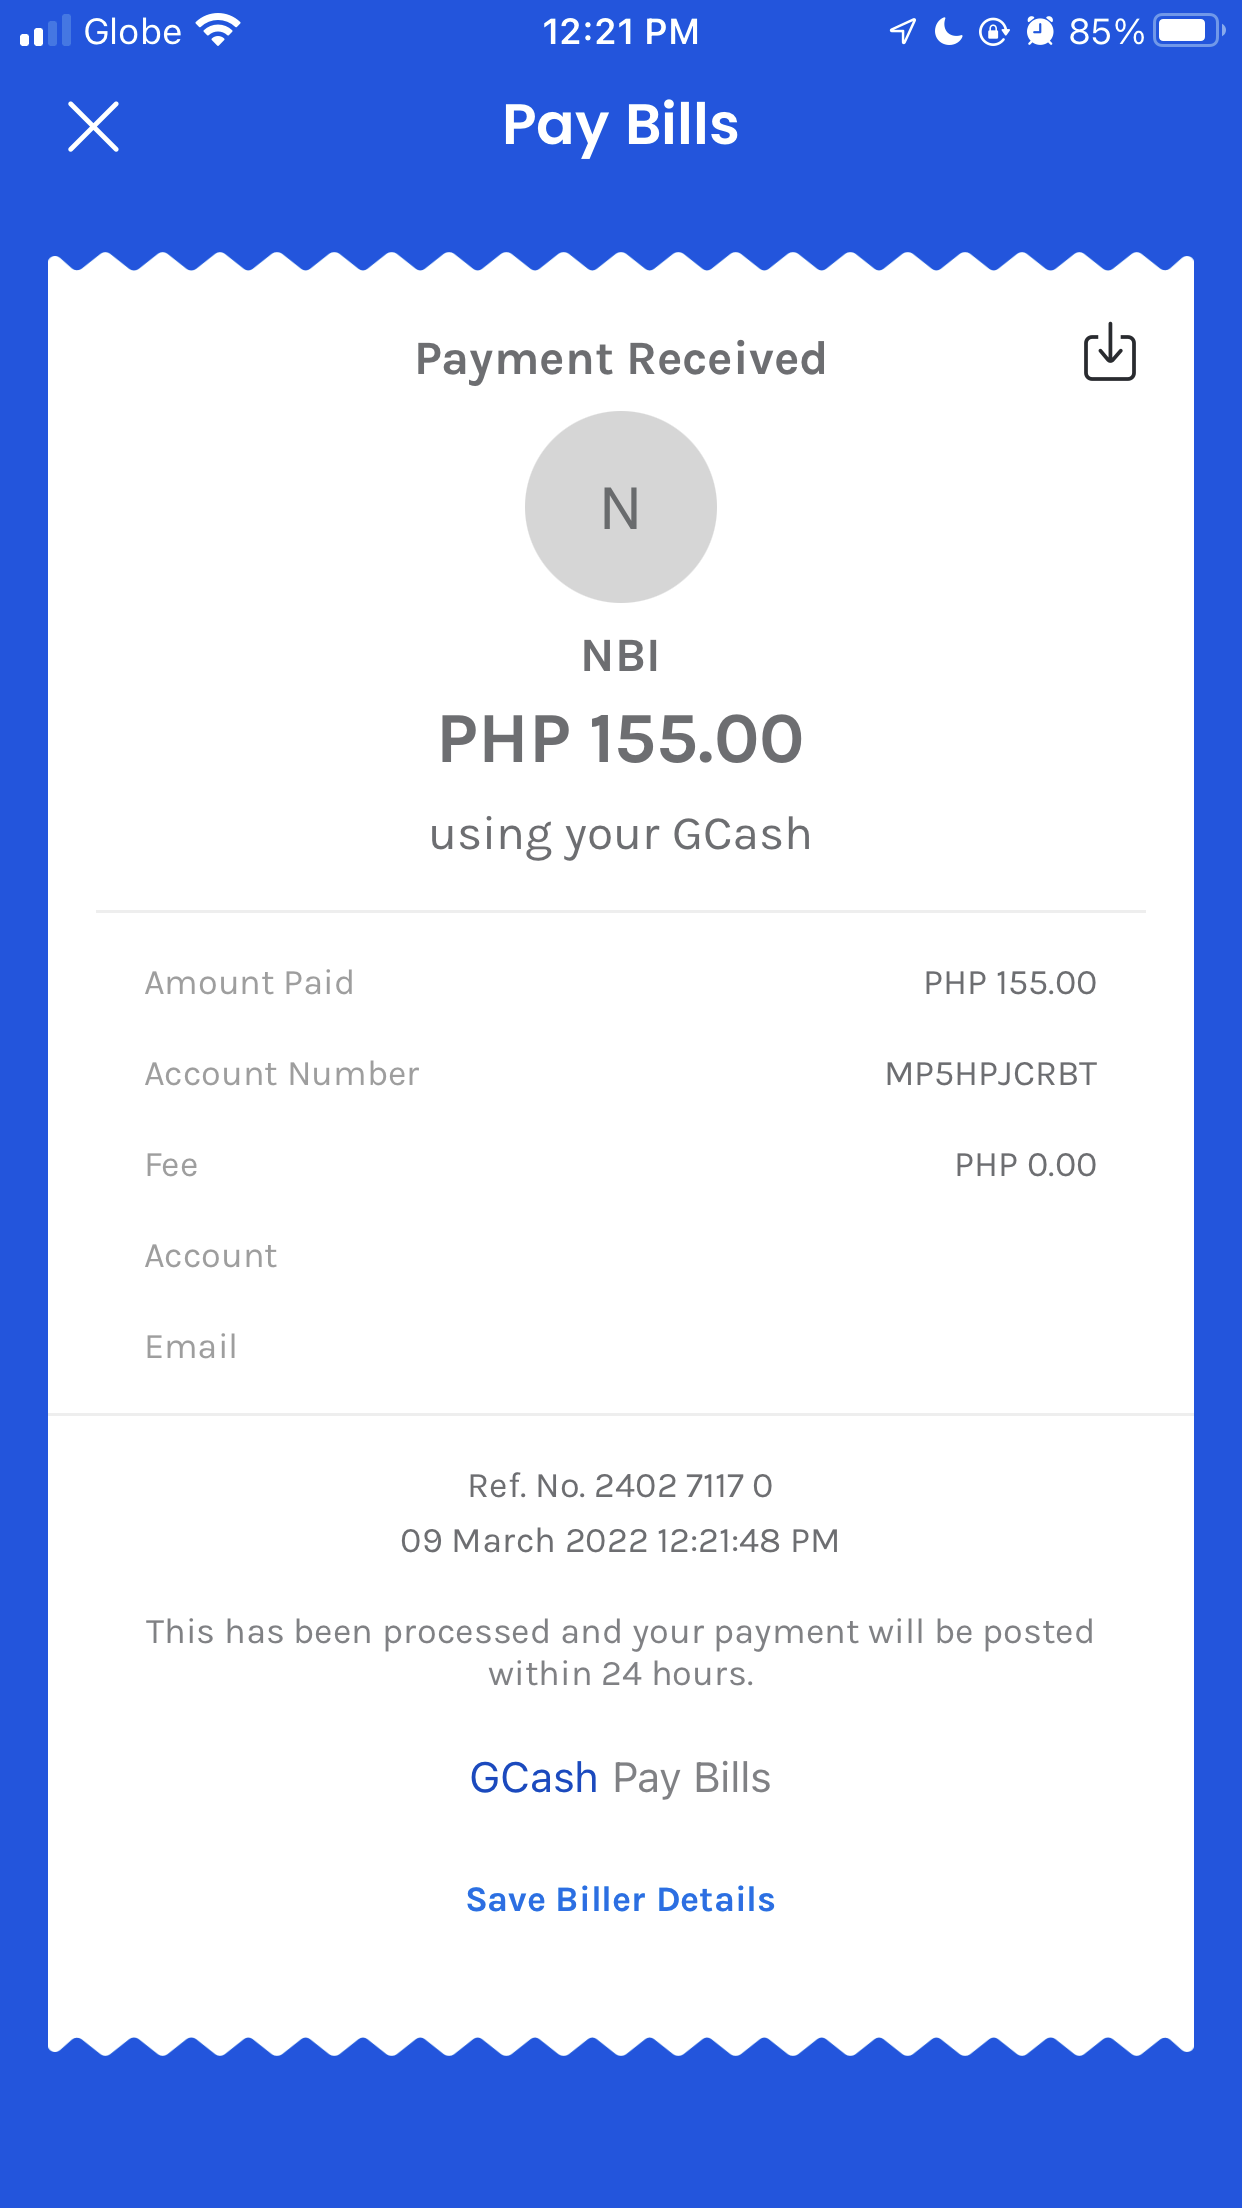 Globe 12:21 PM 85%
Pay Bills
Payment Received
N
NBI
PHP 155.00
using your GCash
Amount Paid PHP 155.00
Account Number MP5HPJCRBT
Fee PHP 0.00
Account
Email
Ref. No. 2402 7117 0
09 March 2022 12:21:48 PM
This has been processed and your payment will be posted
within 24 hours.
GCash Pay Bills
Save Biller Details